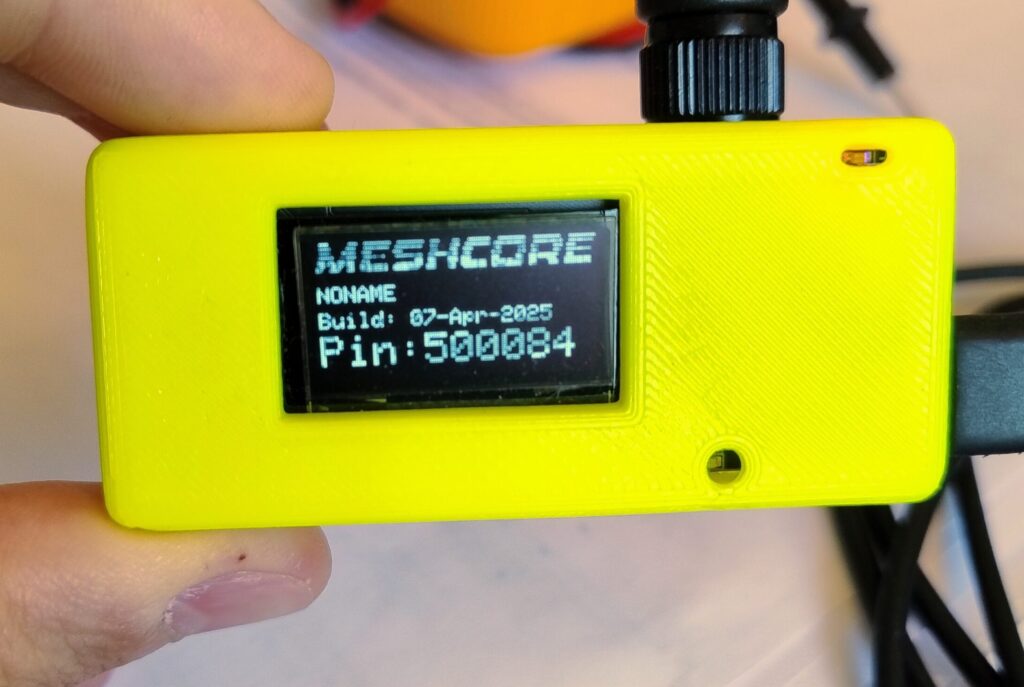 MESHCORE
NONAME
Build: 07-Apr-2025
Pin:500084